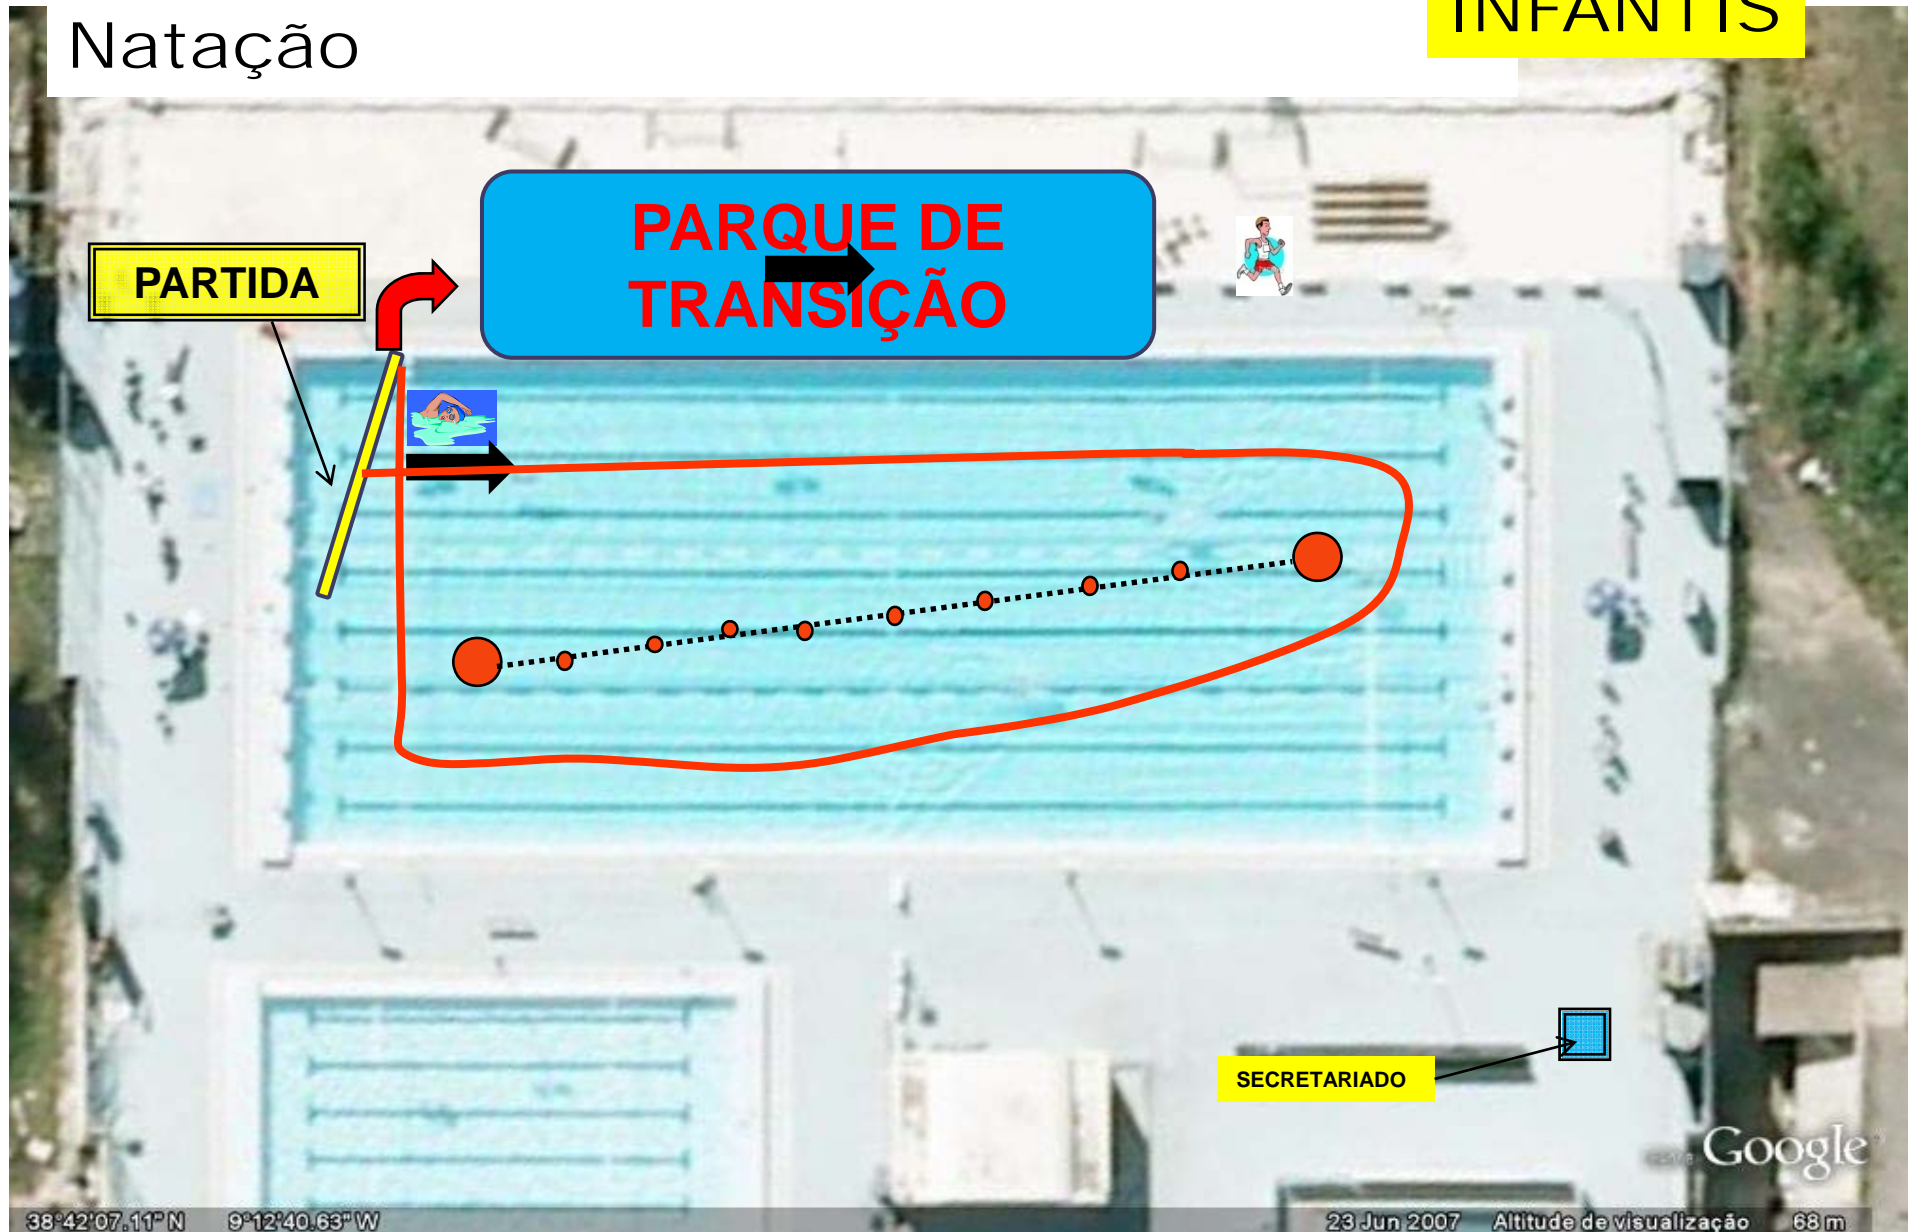 INFANTIS
Natação
PARQUE DE
TRANSIÇÃO
PARTIDA
SECRETARIADO
Google
38°42'07.11" N 9°12'40.63" W 23 Jun 2007 Altitude de visualização 68 m